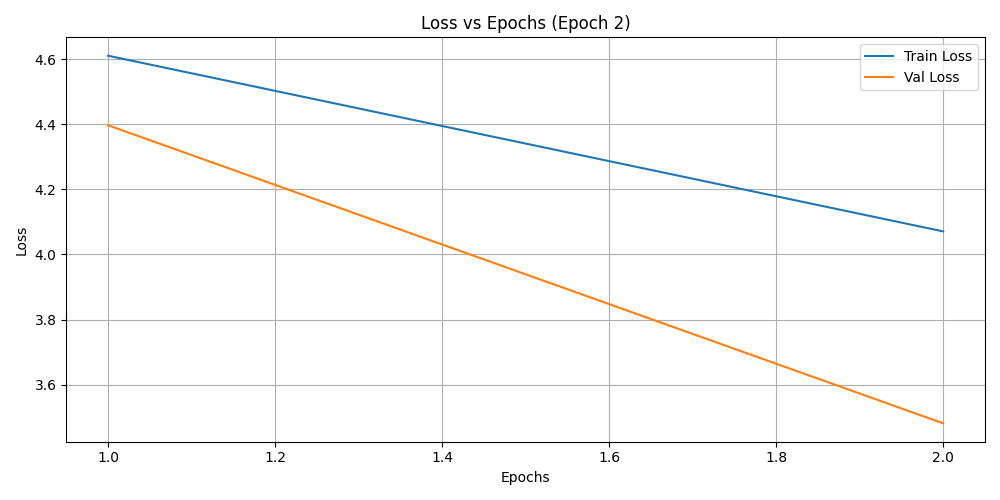 Loss vs Epochs (Epoch 2)
Train Loss
Val Loss
Loss
4.6
4.4
4.2
4.0
3.8
3.6
1.0 1.2 1.4 1.6 1.8 2.0
Epochs